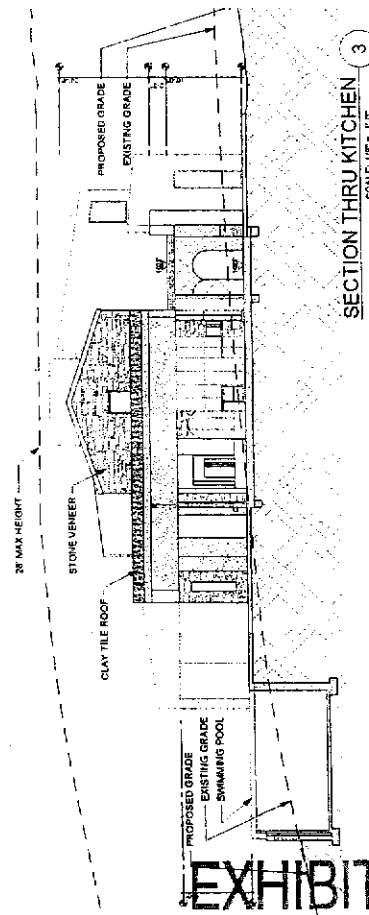 28' MAX HEIGHT
STONE VENEER
CLAY TILE ROOF
PROPOSED GRADE
EXISTING GRADE
PROPOSED GRADE
EXISTING GRADE
SWIMMING POOL
SECTION THRU KITCHEN
3
EXHIBIT